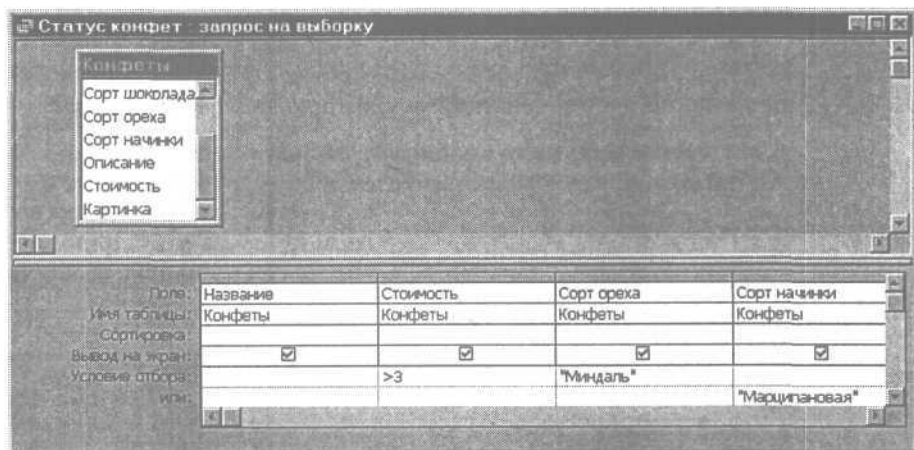 Статус конфет : запрос на выборку
Конфеты
Сорт шоколада
Сорт ореха
Сорт начинки
Описание
Стоимость
Картинка
Поле: Название Стоимость Сорт ореха Сорт начинки
Имя таблицы: Конфеты Конфеты Конфеты Конфеты
Сортировка:
Вывод на экран:
Условие отбора: >3 "Миндаль"
или: "Марципановая"